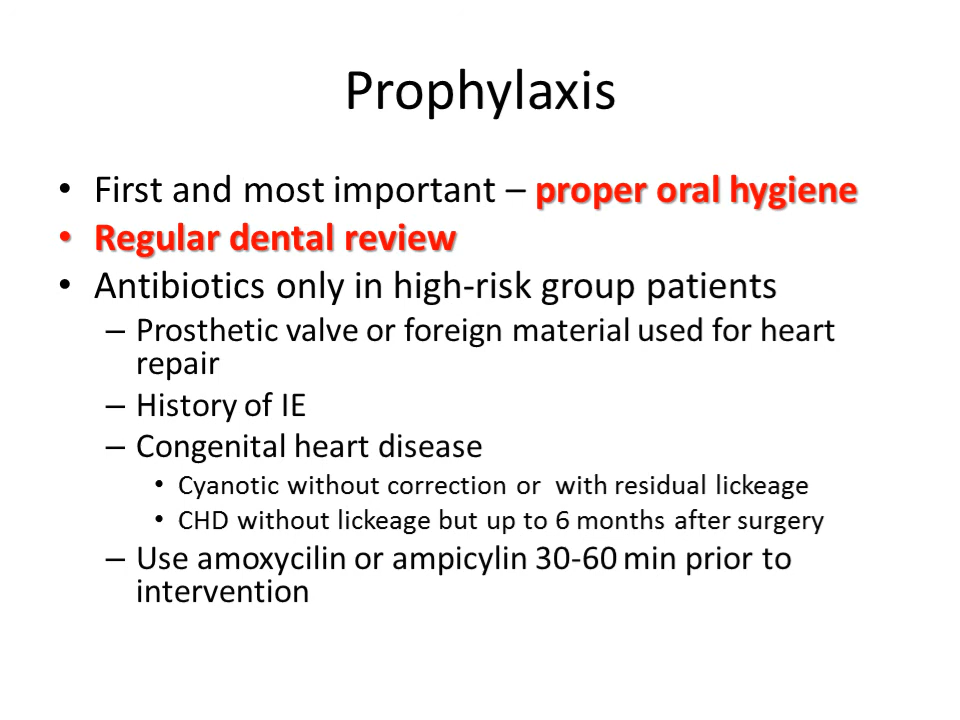 Prophylaxis
• First and most important – proper oral hygiene
• Regular dental review
• Antibiotics only in high-risk group patients
– Prosthetic valve or foreign material used for heart
repair
– History of IE
– Congenital heart disease
• Cyanotic without correction or with residual lickeage
• CHD without lickeage but up to 6 months after surgery
– Use amoxycilin or ampicylin 30-60 min prior to
intervention